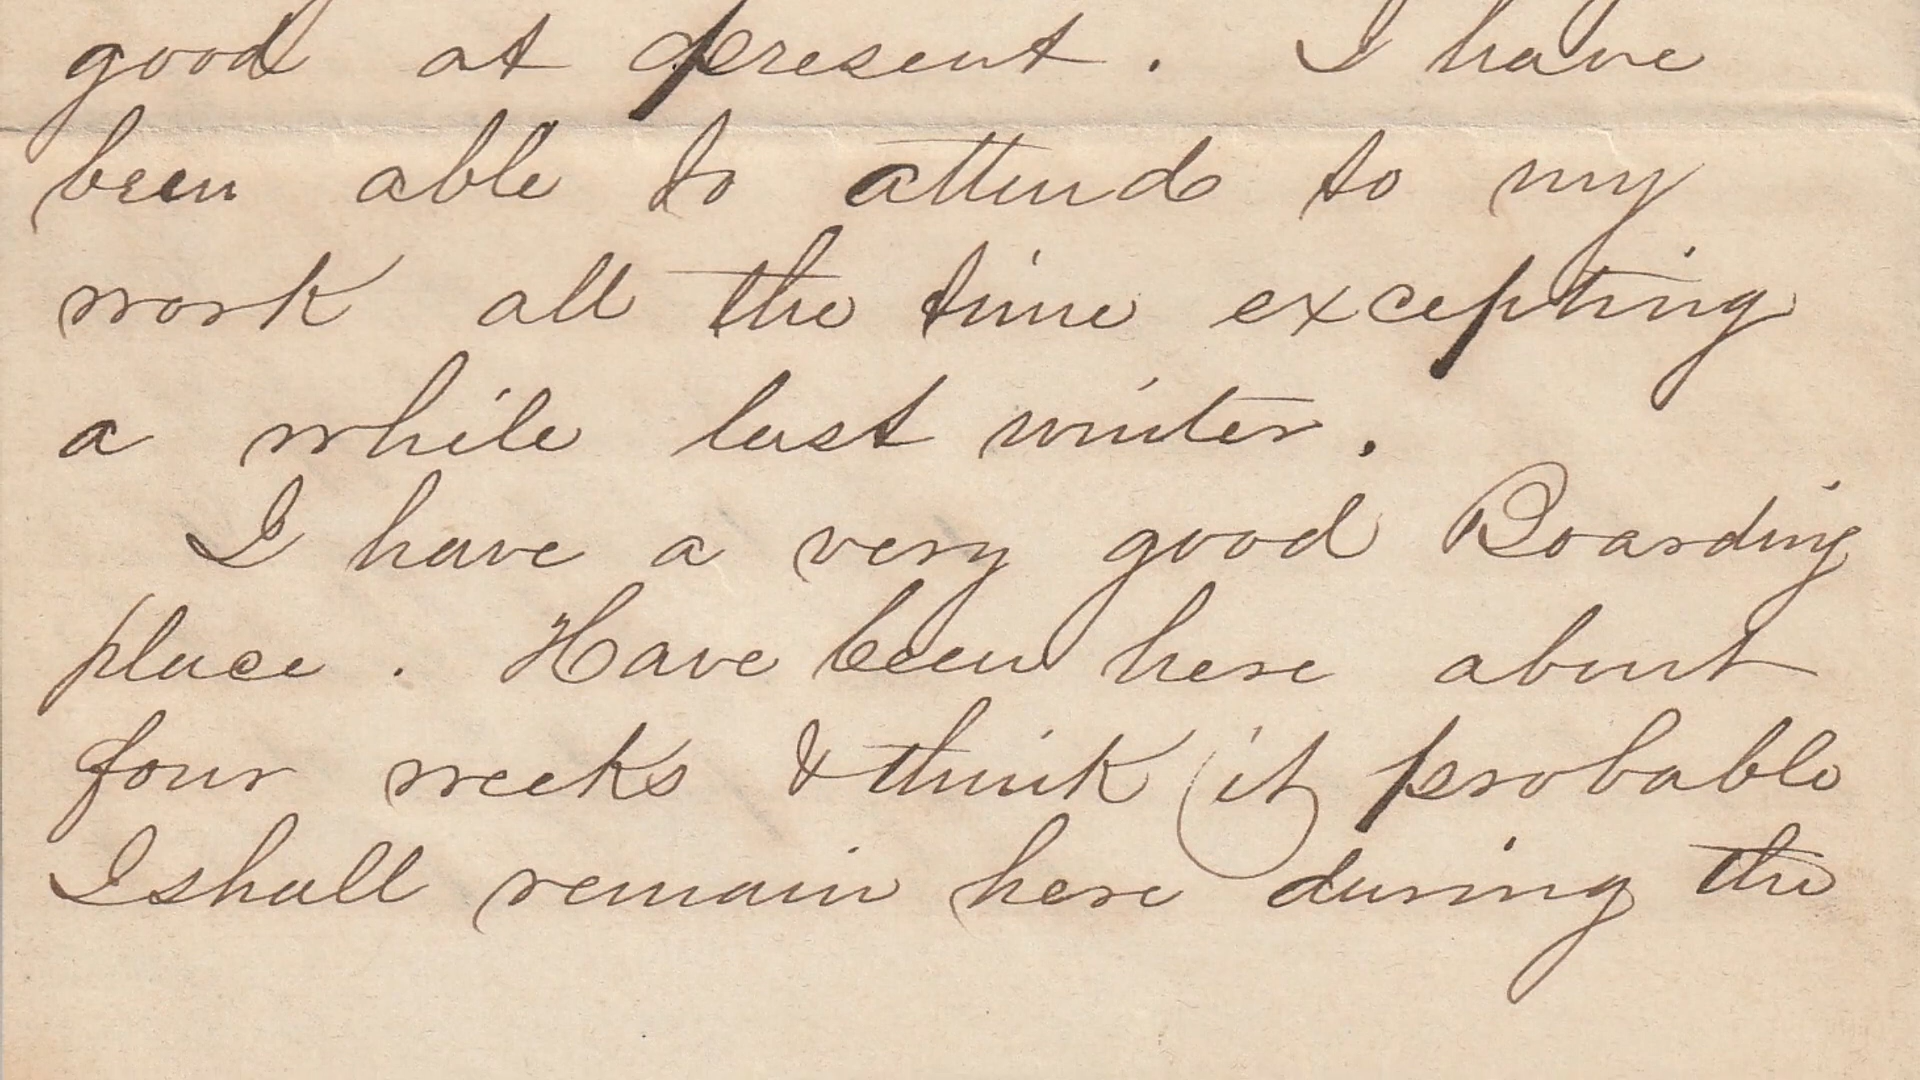 good at present. I have
been able to attend to my
work all the time excepting
a while last winter.
I have a very good Boarding
place. Have been here about
four weeks & think it probable
I shall remain here during the